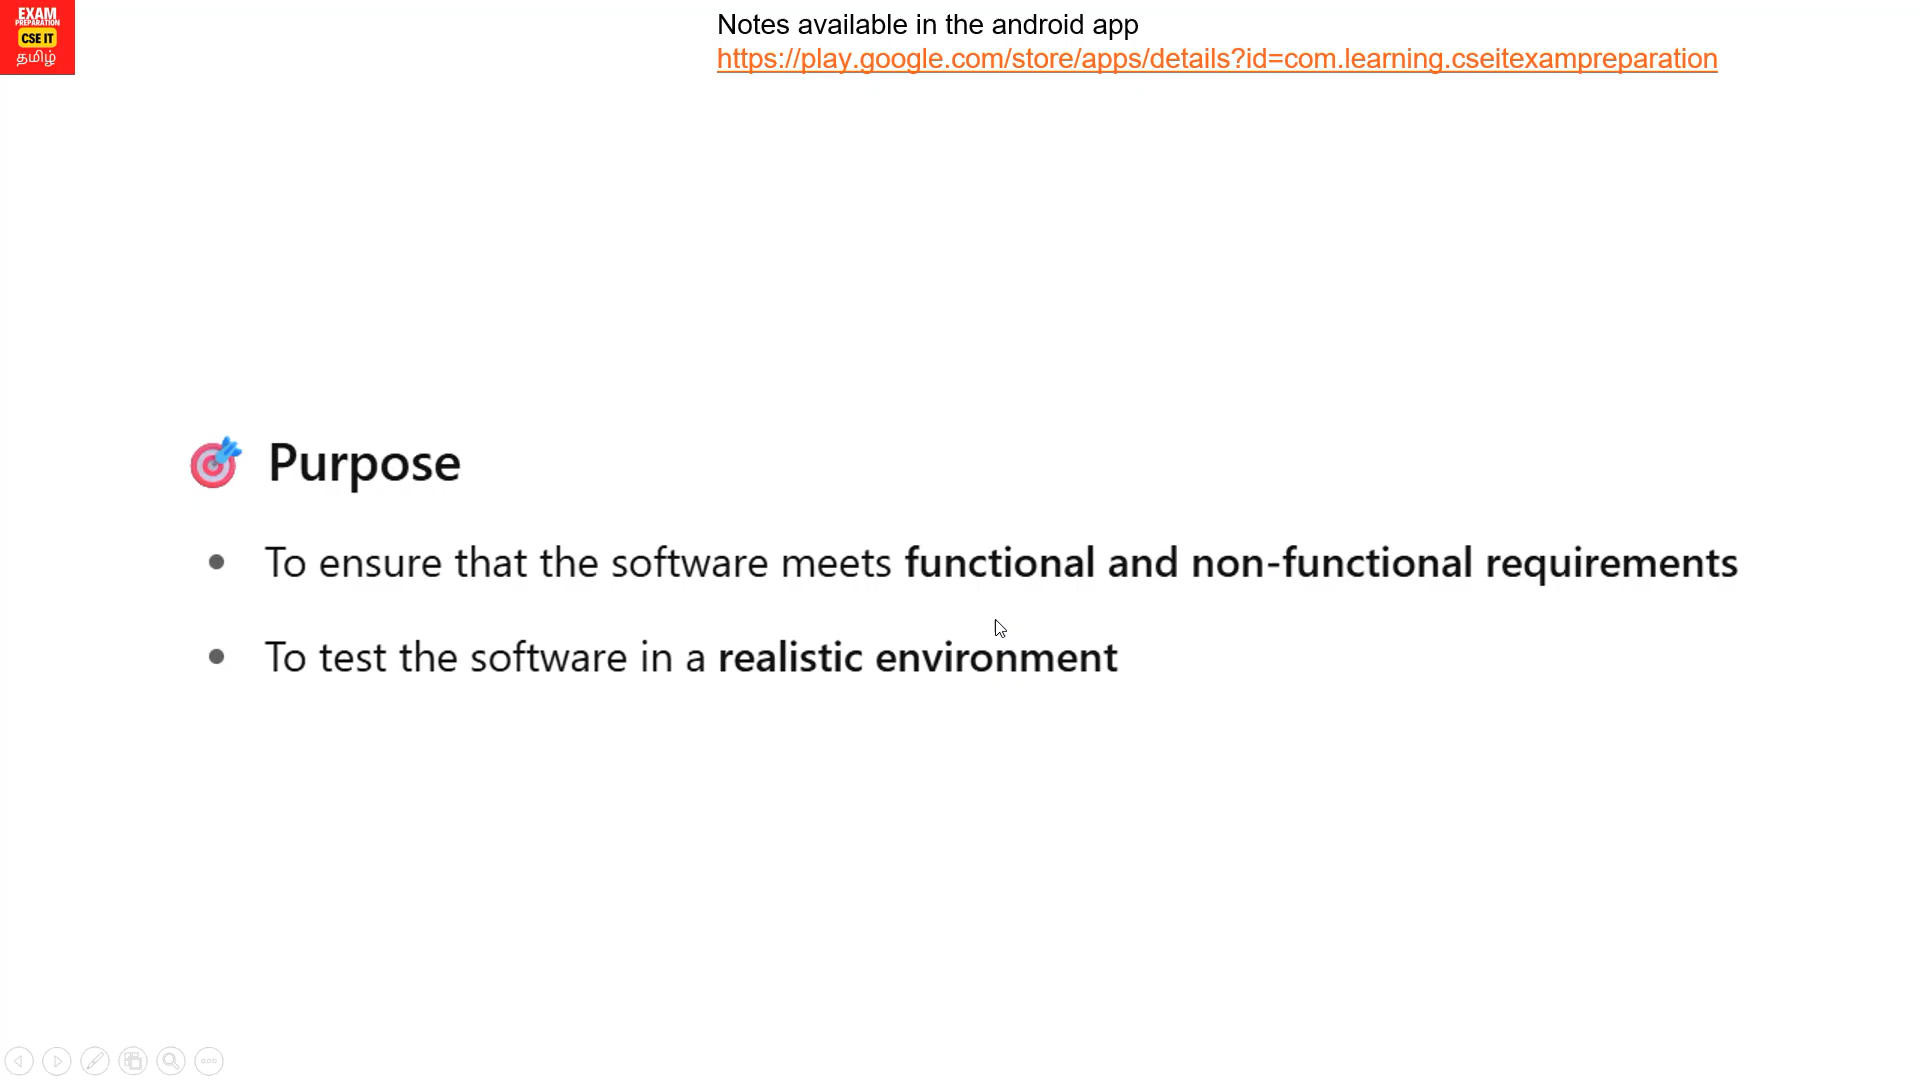 EXAM
PREPARATION
CSE IT
தமிழ்
Notes available in the android app
https://play.google.com/store/apps/details?id=com.learning.cseitexampreparation
Purpose
To ensure that the software meets functional and non-functional requirements
To test the software in a realistic environment